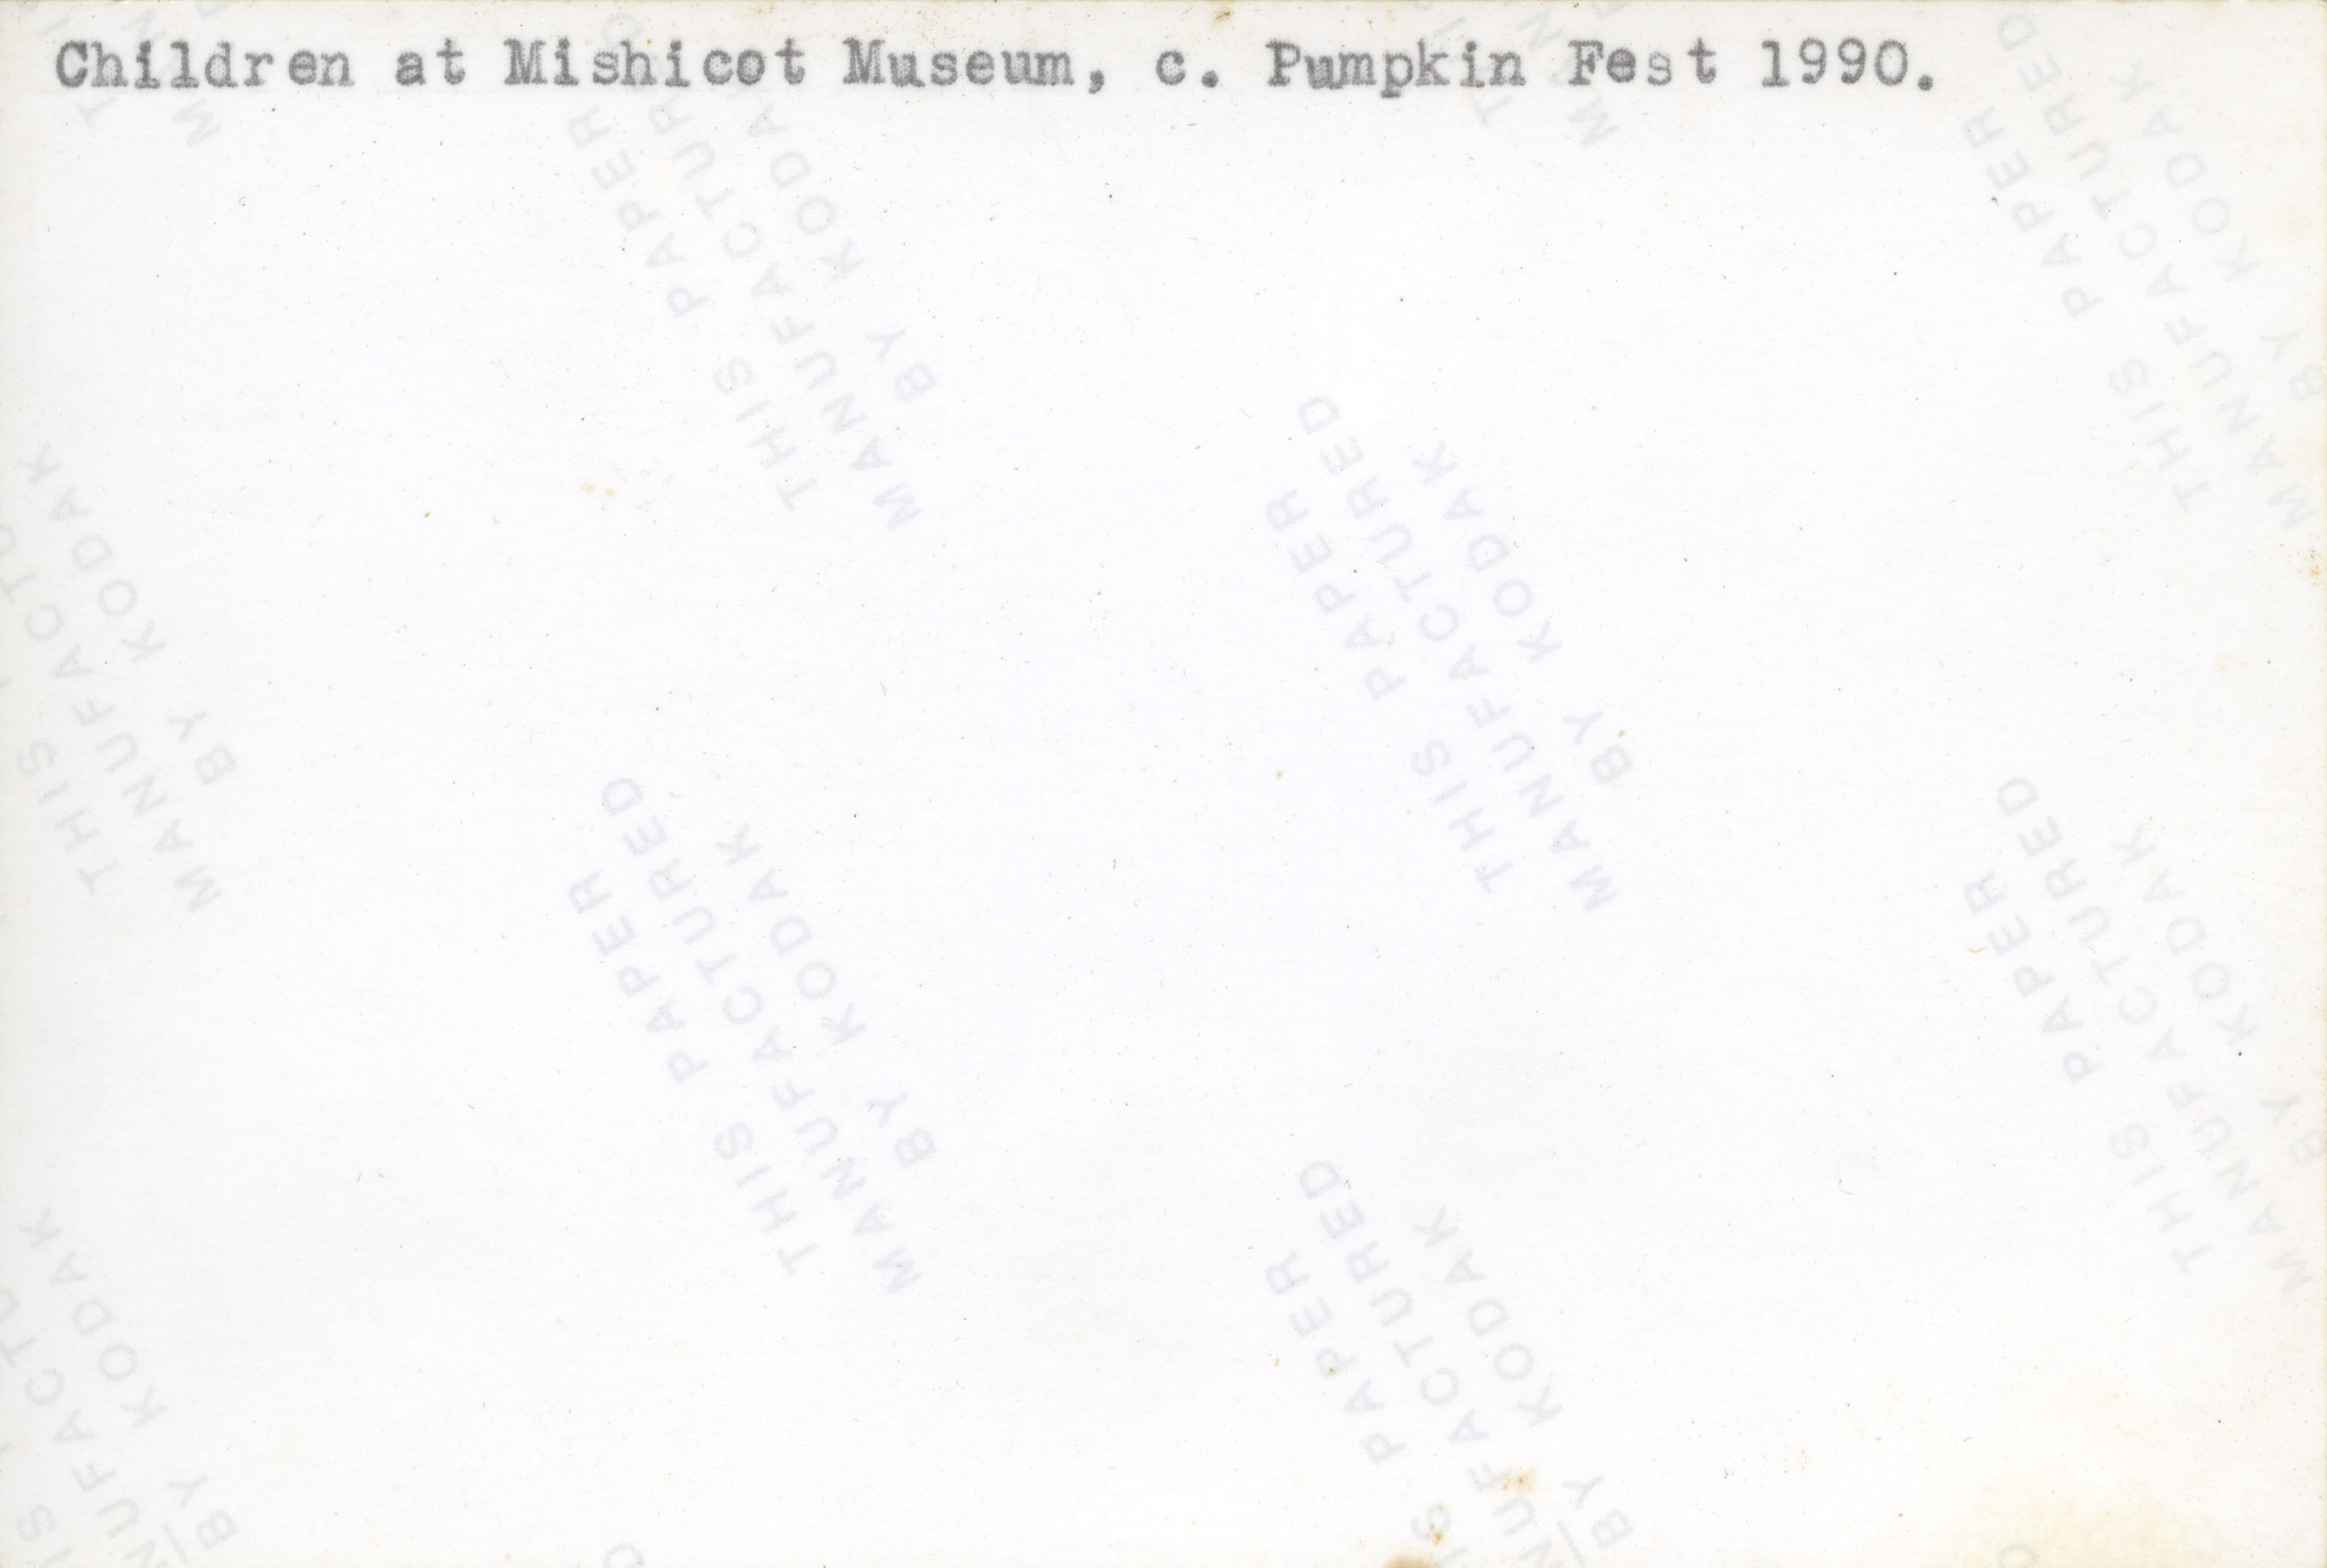 Children at Mishicot Museum, c. Pumpkin Fest 1990.
THIS PAPER
MANUFACTURED
BY KODAK